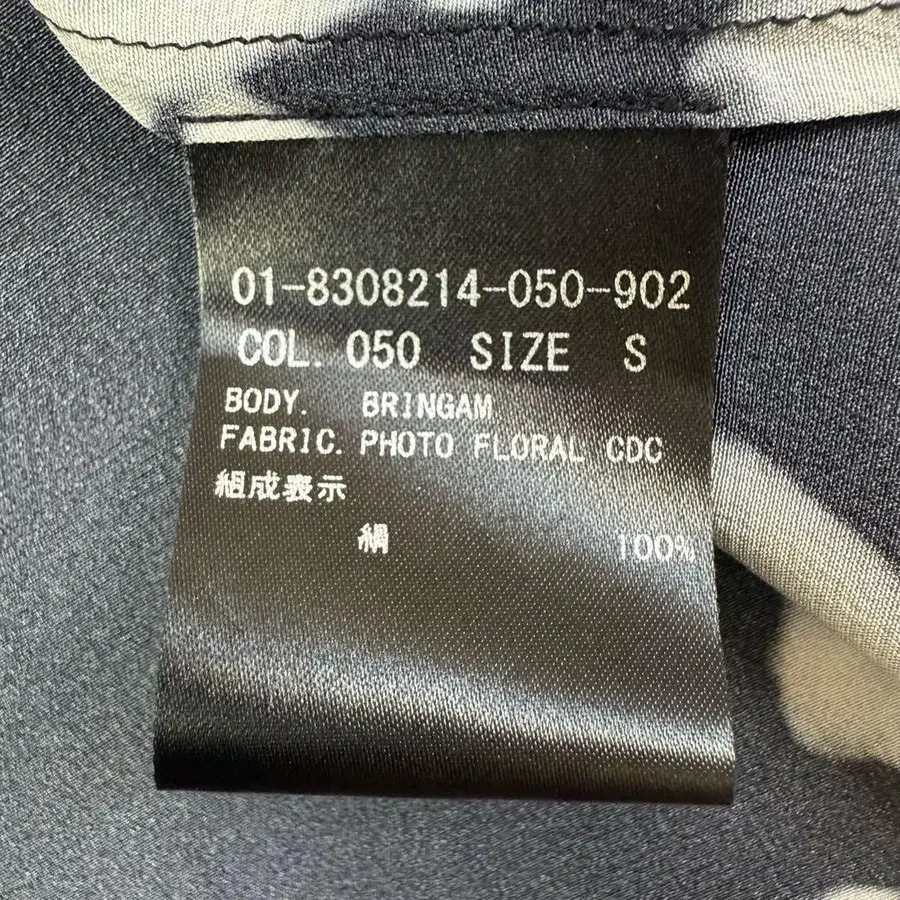 01-8308214-050-902
COL. 050 SIZE S
BODY. BRINGAM
FABRIC. PHOTO FLORAL CDC
組成表示
絹 100%